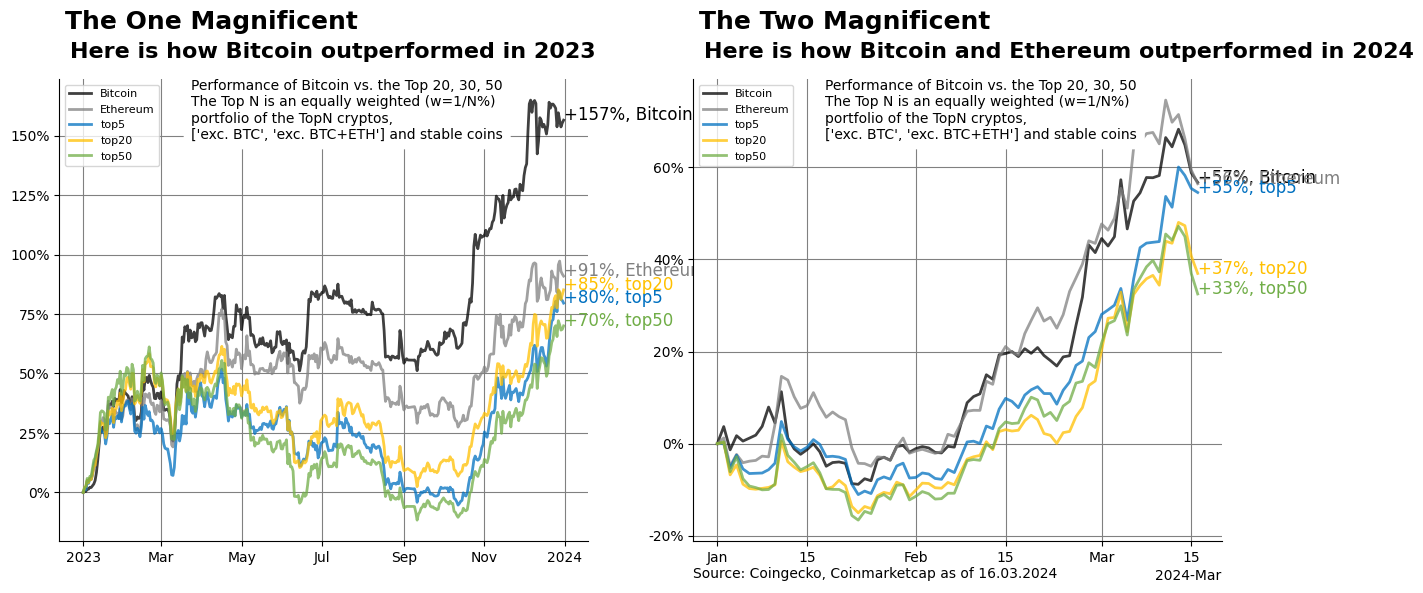 The One Magnificent
Here is how Bitcoin outperformed in 2023
Bitcoin
Ethereum
top5
top20
top50
Performance of Bitcoin vs. the Top 20, 30, 50
The Top N is an equally weighted (w=1/N%)
portfolio of the TopN cryptos,
['exc. BTC', 'exc. BTC+ETH'] and stable coins
150%
125%
100%
75%
50%
25%
0%
+157%, Bitcoin
+91%, Ethereum
+85%, top20
+80%, top5
+70%, top50
2023
Mar
May
Jul
Sep
Nov
2024
The Two Magnificent
Here is how Bitcoin and Ethereum outperformed in 2024
Bitcoin
Ethereum
top5
top20
top50
Performance of Bitcoin vs. the Top 20, 30, 50
The Top N is an equally weighted (w=1/N%)
portfolio of the TopN cryptos,
['exc. BTC', 'exc. BTC+ETH'] and stable coins
60%
40%
20%
0%
-20%
+57%, Bitcoin
Ethereum
+55%, top5
+37%, top20
+33%, top50
Jan
15
Feb
15
Mar
15
2024-Mar
Source: Coingecko, Coinmarketcap as of 16.03.2024